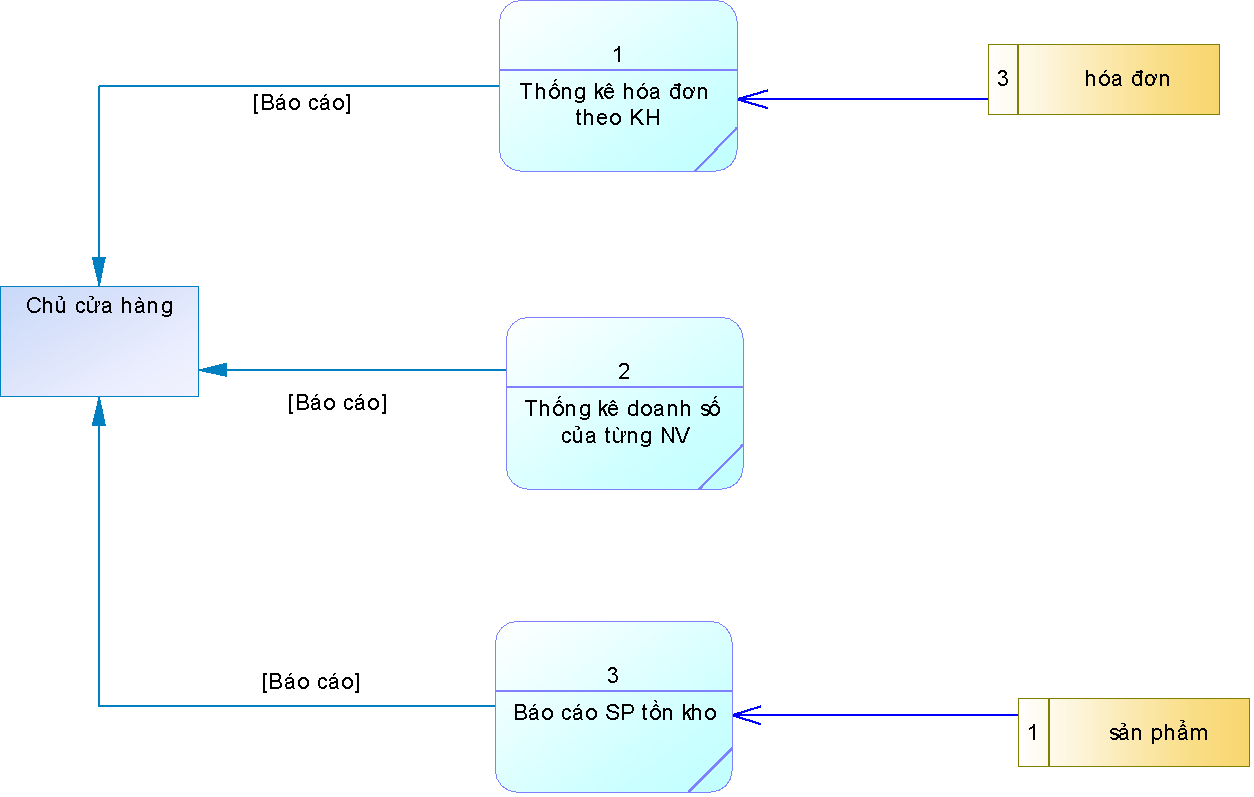 1
Thống kê hóa đơn
theo KH
3
hóa đơn
[Báo cáo]
Chủ cửa hàng
2
Thống kê doanh số
của từng NV
[Báo cáo]
3
Báo cáo SP tồn kho
[Báo cáo]
1
sản phẩm